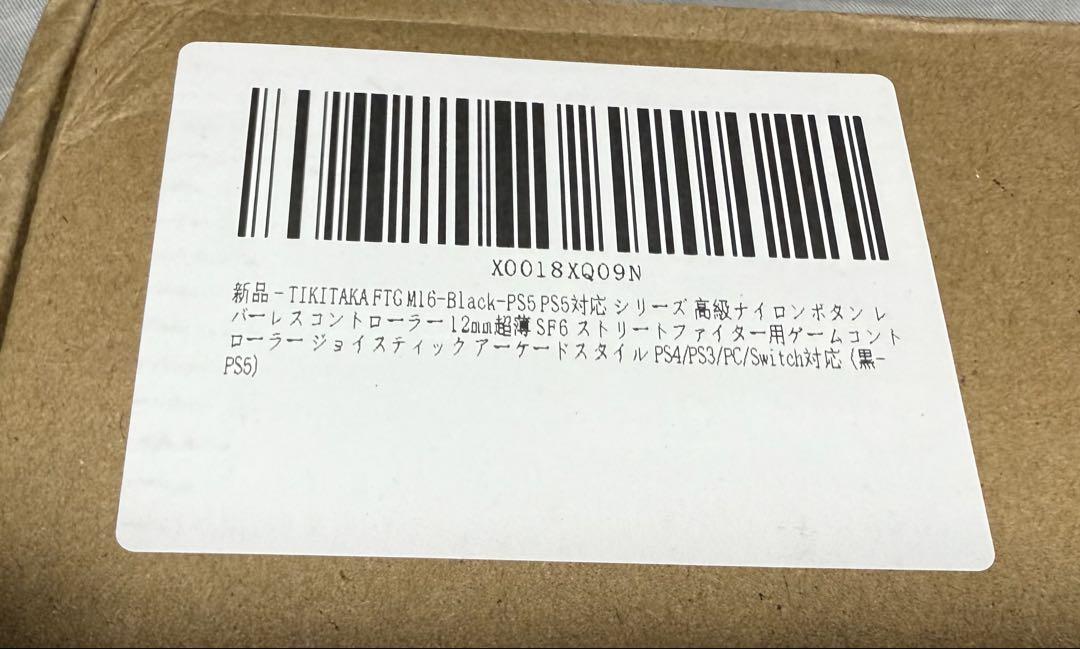 X0018XQ09N
新品 - TIKITAKA FTG M16-Black-PS5 PS5対応 シリーズ 高級ナイロンボタン レ
バーレスコントローラー 12mm超薄 SF6 ストリートファイター用ゲームコント
ローラー ジョイスティック アーケードスタイル PS4/PS3/PC/Switch対応 (黒-
PS5)